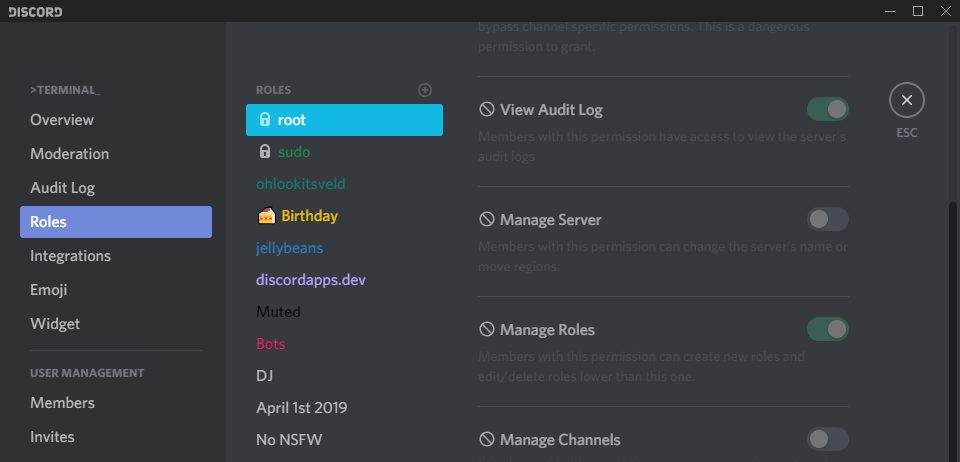 DISCORD
>TERMINAL_
Overview
Moderation
Audit Log
Roles
Integrations
Emoji
Widget
USER MANAGEMENT
Members
Invites
ROLES
root
sudo
ohlookitsveld
Birthday
jellybeans
discordapps.dev
Muted
Bots
DJ
April 1st 2019
No NSFW
bypass channel specific permissions. This is a dangerous
permission to grant.
View Audit Log
Members with this permission have access to view the server's
audit logs
Manage Server
Members with this permission can change the server's name or
move regions.
Manage Roles
Members with this permission can create new roles and
edit/delete roles lower than this one.
Manage Channels
ESC